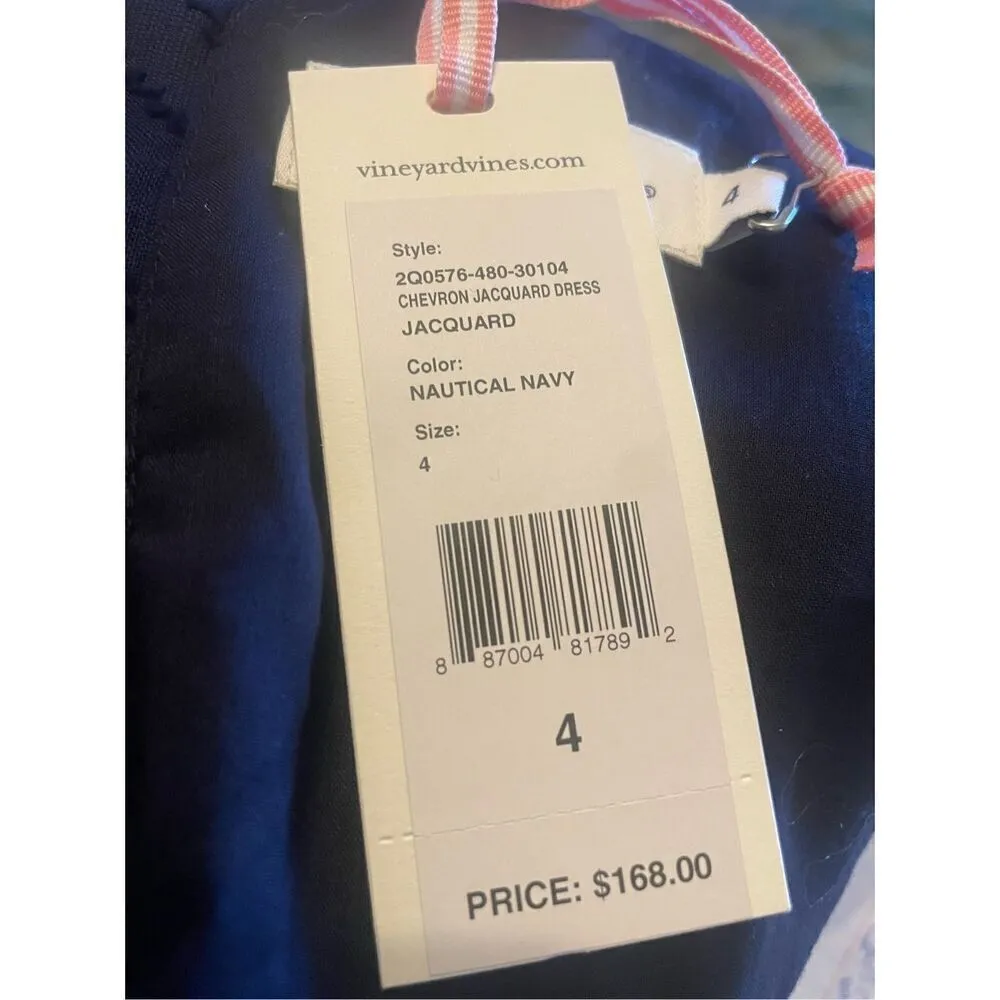 vineyardvines.com
® 4
Style:
2Q0576-480-30104
CHEVRON JACQUARD DRESS
JACQUARD
Color:
NAUTICAL NAVY
Size:
4
8 87004 81789 2
4
PRICE: $168.00